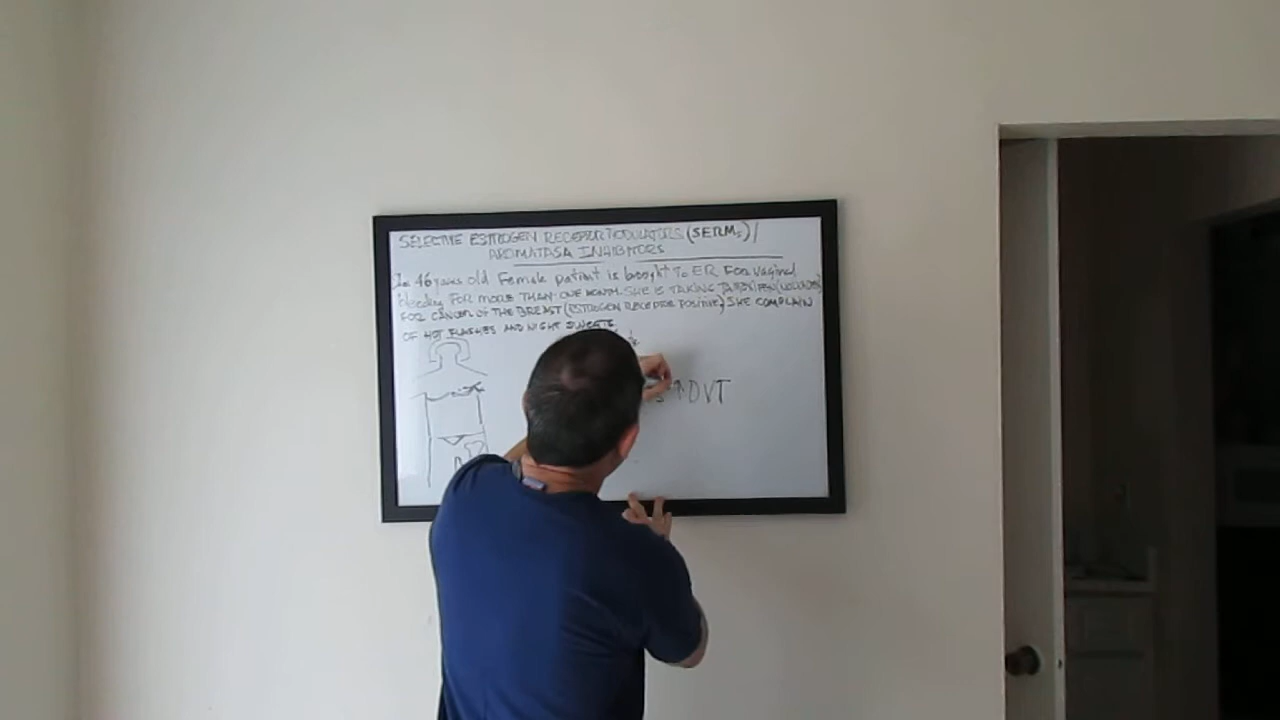 SELECTIVE ESTROGEN RECEPTER MODULATORS (SERMs) /
AROMATASA INHIBITORS
46 years old Female patient is brought to ER FOR vaginal
bleeding FOR MORE THAN ONE MONTH. SHE IS TAKING
FOR CANCER OF THE BREAST (ESTROGEN RECEPTOR POSITIVE) SHE COMPLAIN
OF HOT FLASHES AND NIGHT SWEATS
↑DVT